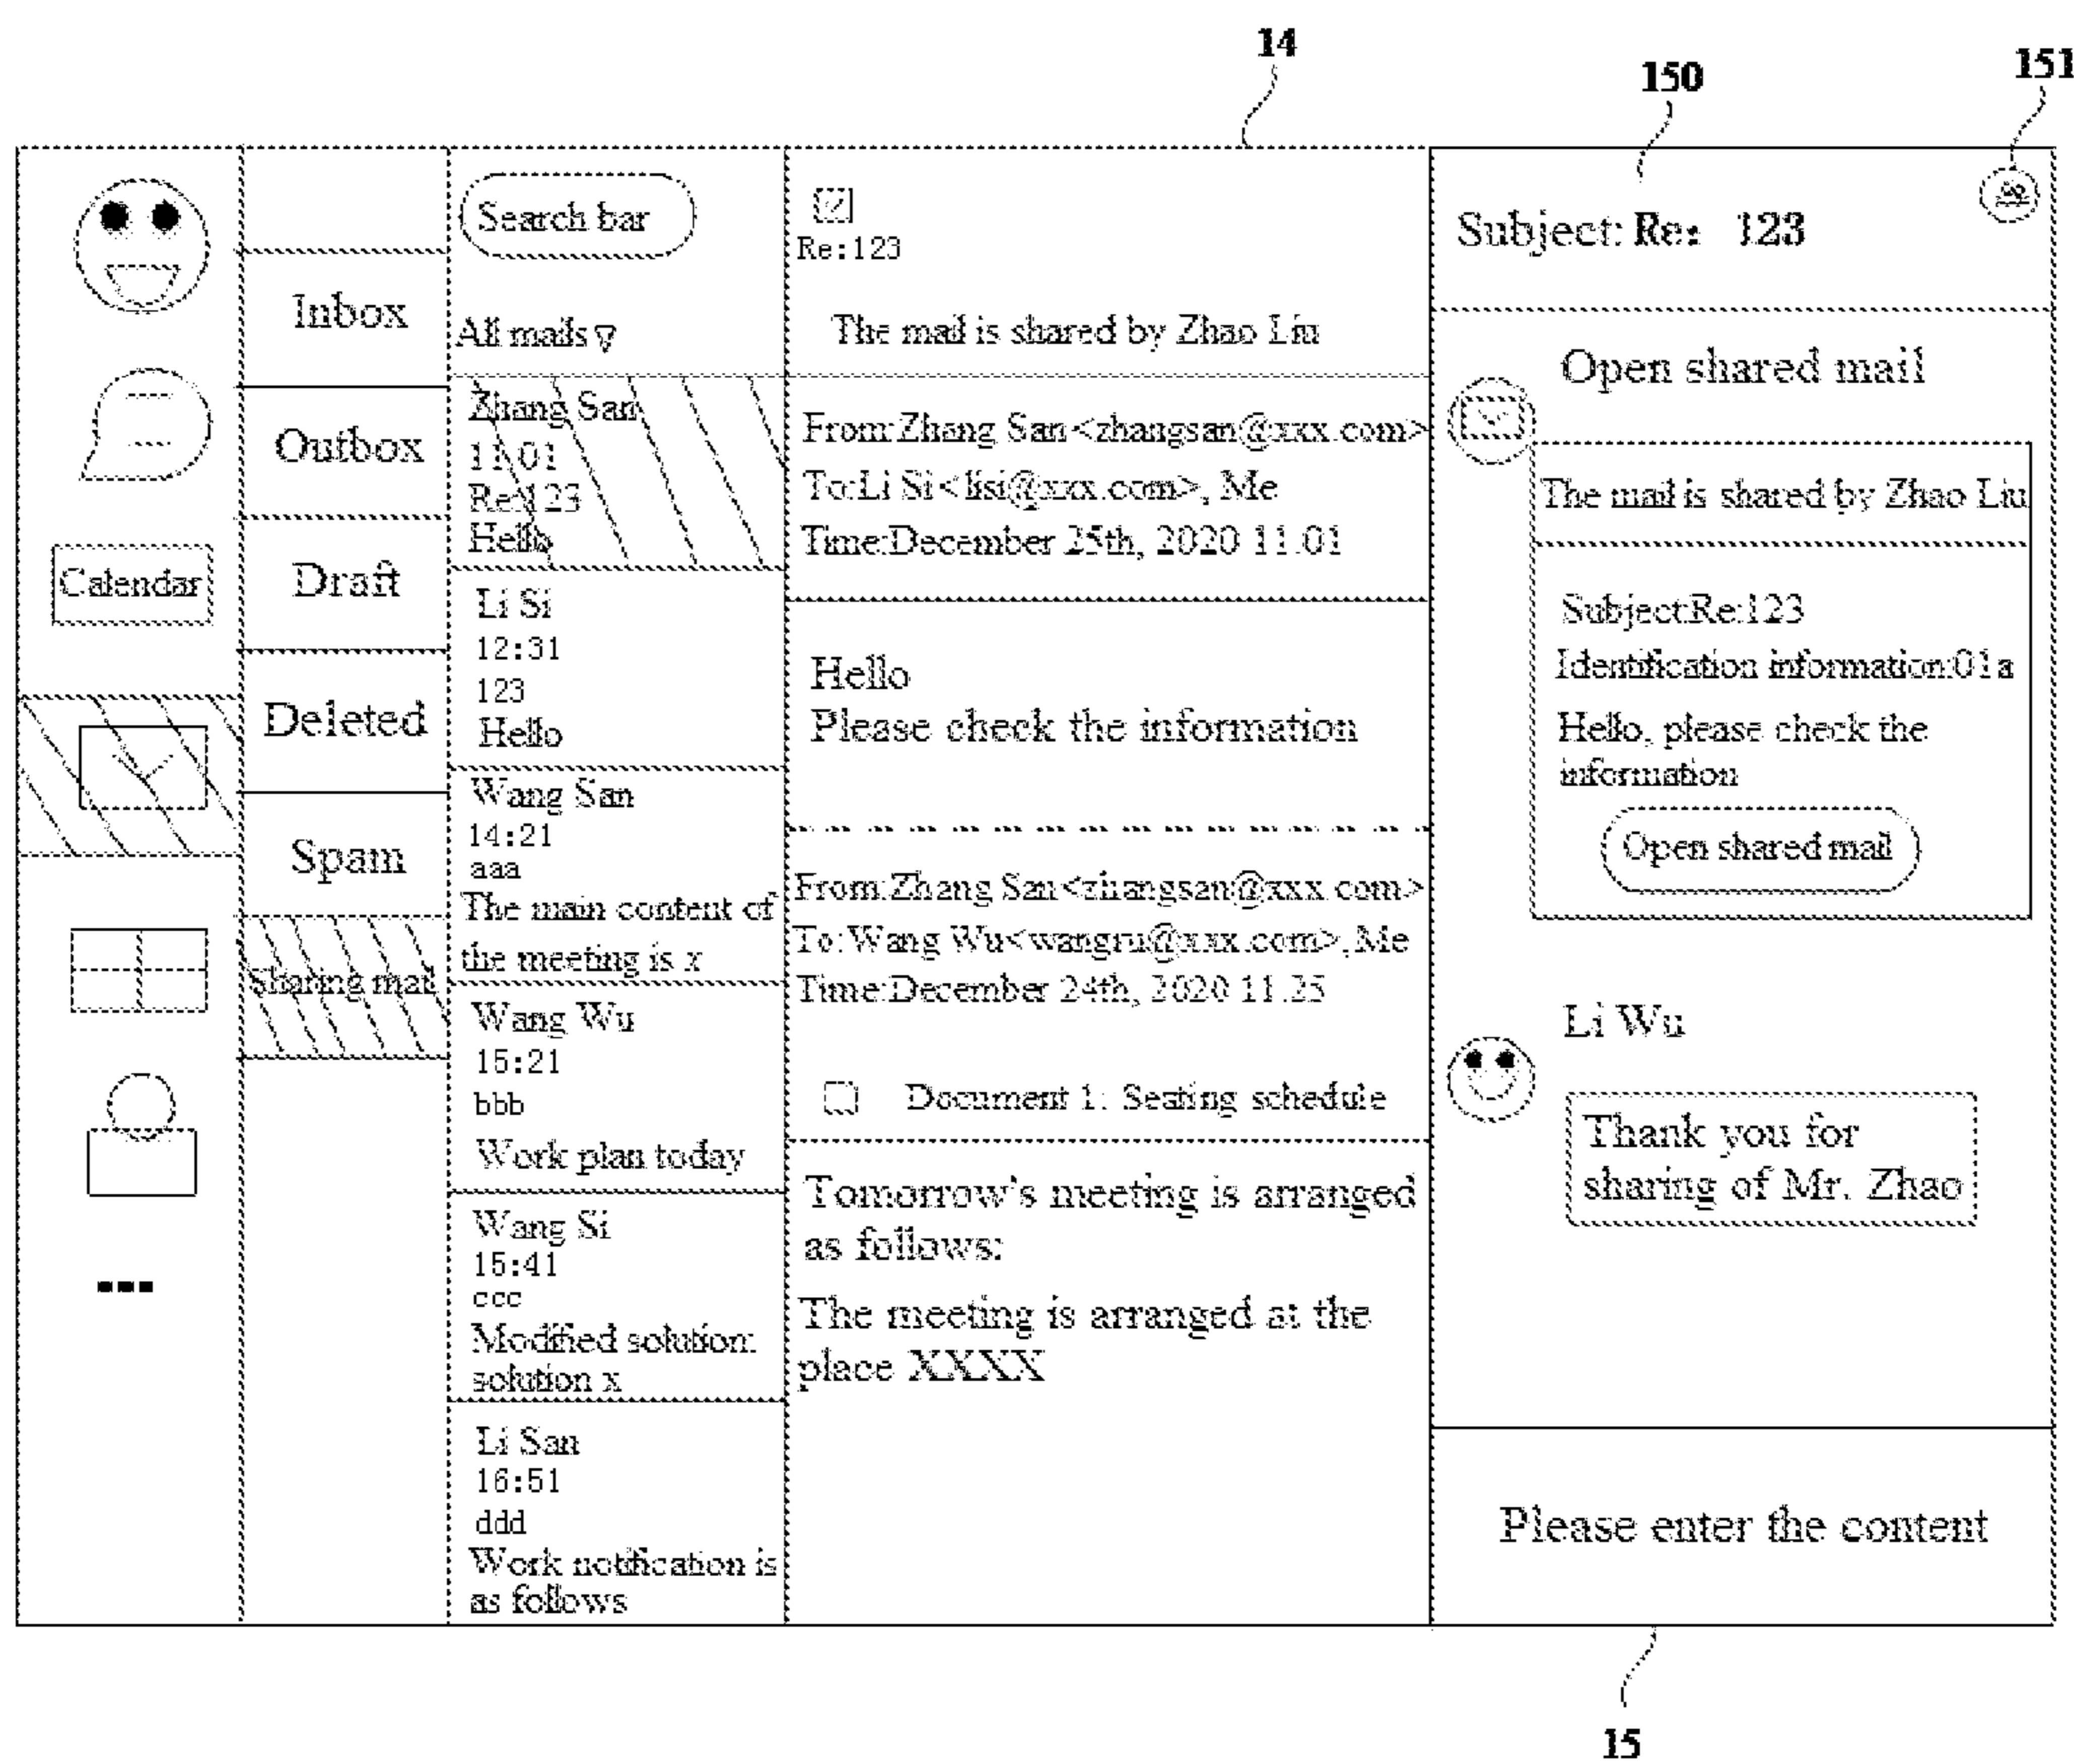 14
150
151
Calendar
Inbox
Outbox
Draft
Deleted
Spam
Sharing mail
Search bar
All mails
Zhang San
11:01
Re:123
Hello
Li Si
12:31
123
Hello
Wang San
14:21
aaa
The main content of
the meeting is x
Wang Wu
15:21
bbb
Work plan today
Wang Si
15:41
ccc
Modified solution:
solution x
Li San
16:51
ddd
Work notification is
as follows
Re:123
The mail is shared by Zhao Liu
From:Zhang San<zhangsan@xxx.com>
To:Li Si<lisi@xxx.com>, Me
Time:December 25th, 2020 11.01
Hello
Please check the information
From:Zhang San<zhangsan@xxx.com>
To:Wang Wu<wangru@xxx.com>,Me
Time:December 24th, 2020 11.25
Document 1: Seating schedule
Tomorrow's meeting is arranged
as follows:
The meeting is arranged at the
place XXXX
Subject: Re: 123
Open shared mail
The mail is shared by Zhao Liu
Subject:Re:123
Identification information:01a
Hello, please check the
information
Open shared mail
Li Wu
Thank you for
sharing of Mr. Zhao
Please enter the content
15